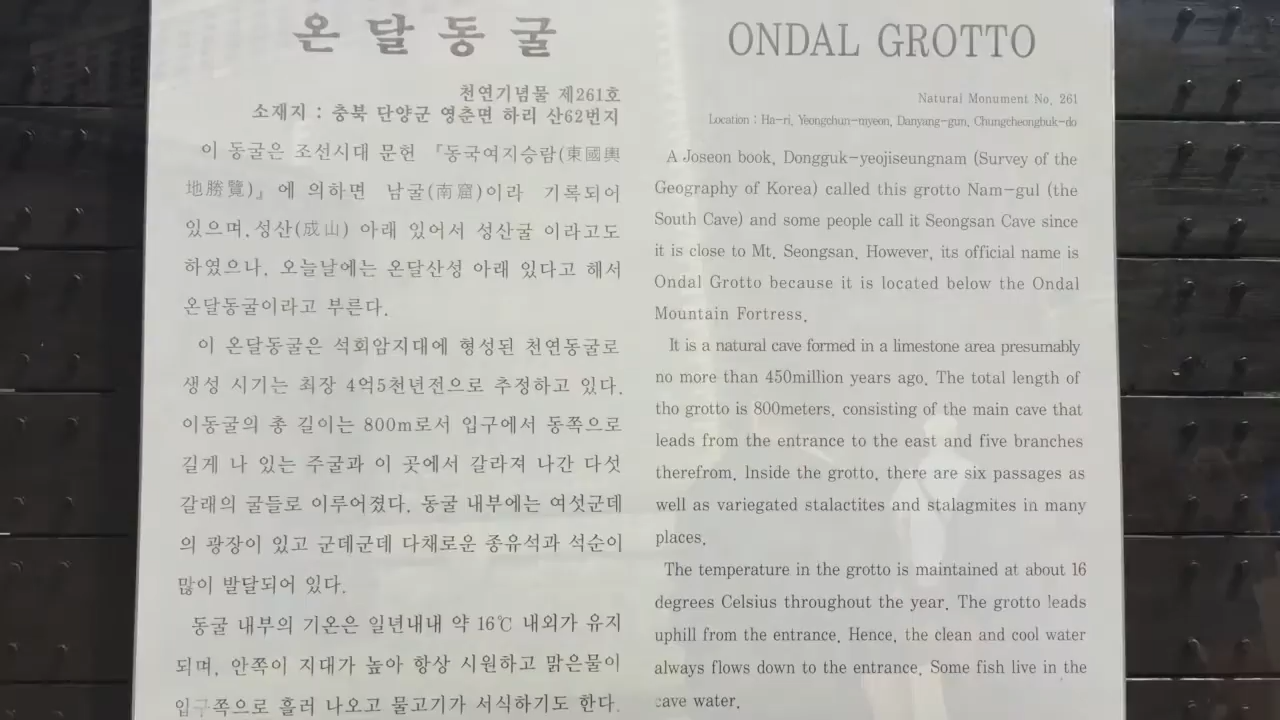 온달동굴
천연기념물 제261호
소재지 : 충북 단양군 영춘면 하리 산62번지
이 동굴은 조선시대 문헌 『동국여지승람(東國輿
地勝覽)』에 의하면 남굴(南窟)이라 기록되어
있으며, 성산(成山) 아래 있어서 성산굴 이라고도
하였으나, 오늘날에는 온달산성 아래 있다고 해서
온달동굴이라고 부른다.
이 온달동굴은 석회암지대에 형성된 천연동굴로
생성 시기는 최장 4억5천년전으로 추정하고 있다.
이동굴의 총 길이는 800m로서 입구에서 동쪽으로
길게 나 있는 주굴과 이 곳에서 갈라져 나간 다섯
갈래의 굴들로 이루어졌다. 동굴 내부에는 여섯군데
의 광장이 있고 군데군데 다채로운 종유석과 석순이
많이 발달되어 있다.
동굴 내부의 기온은 일년내내 약 16℃ 내외가 유지
되며, 안쪽이 지대가 높아 항상 시원하고 맑은물이
입구쪽으로 흘러 나오고 물고기가 서식하기도 한다.
ONDAL GROTTO
Natural Monument No. 261
Location : Ha-ri, Yeongchun-myeon, Danyang-gun, Chungcheongbuk-do
A Joseon book, Dongguk-yeojiseungnam (Survey of the
Geography of Korea) called this grotto Nam-gul (the
South Cave) and some people call it Seongsan Cave since
it is close to Mt. Seongsan. However, its official name is
Ondal Grotto because it is located below the Ondal
Mountain Fortress.
It is a natural cave formed in a limestone area presumably
no more than 450million years ago. The total length of
tho grotto is 800meters, consisting of the main cave that
leads from the entrance to the east and five branches
therefrom. Inside the grotto, there are six passages as
well as variegated stalactites and stalagmites in many
places.
The temperature in the grotto is maintained at about 16
degrees Celsius throughout the year. The grotto leads
uphill from the entrance. Hence, the clean and cool water
always flows down to the entrance. Some fish live in the
cave water.